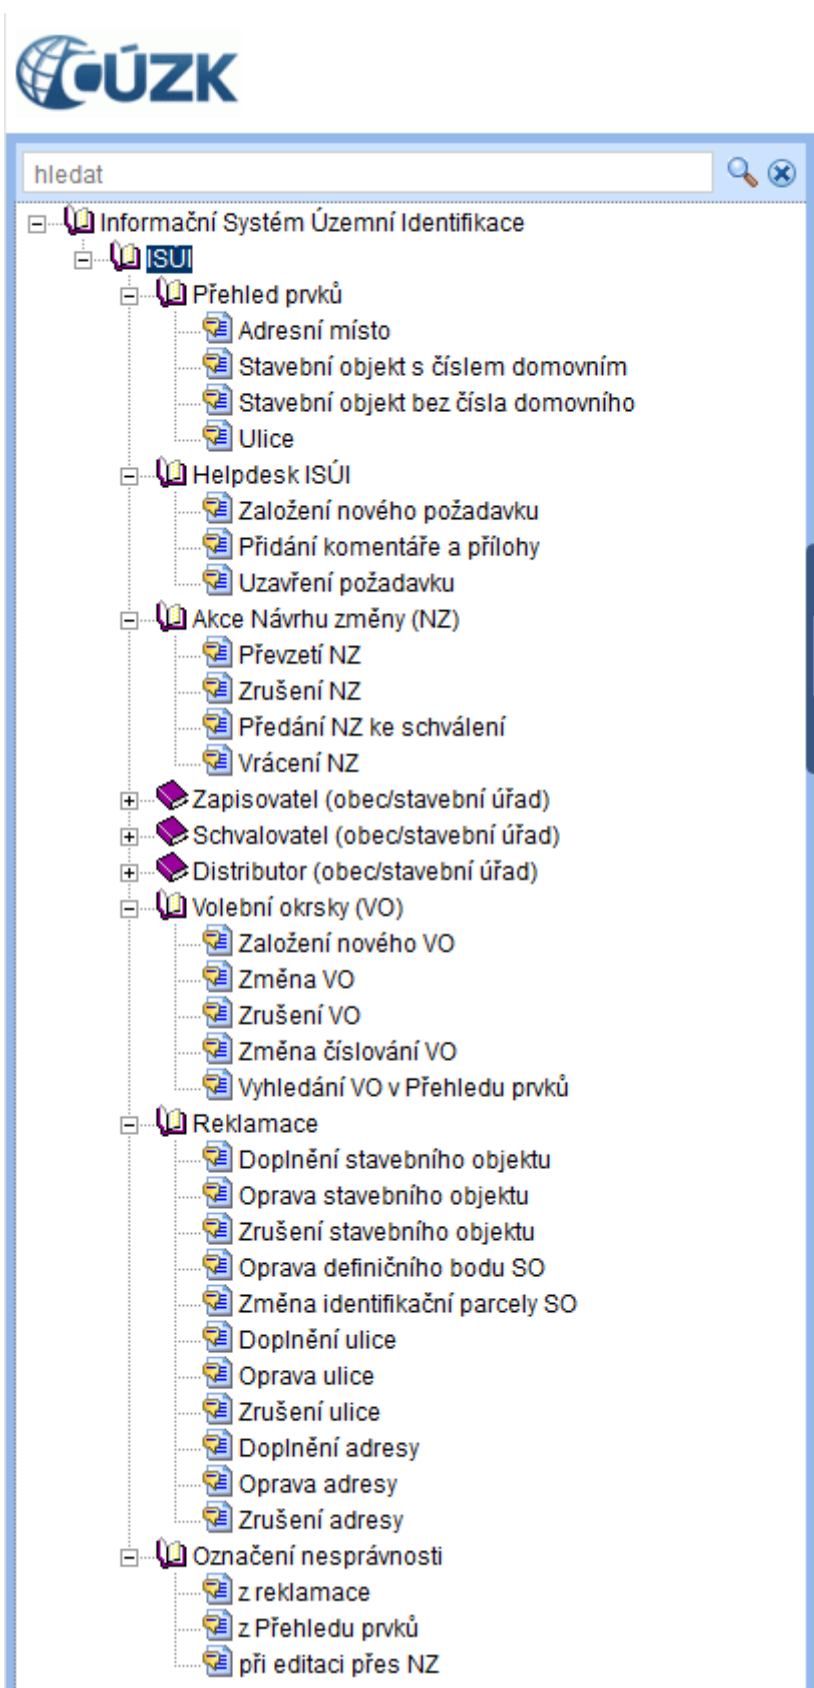 ČÚZK
hledat
Informační Systém Územní Identifikace
ISÚI
Přehled prvků
Adresní místo
Stavební objekt s číslem domovním
Stavební objekt bez čísla domovního
Ulice
Helpdesk ISÚI
Založení nového požadavku
Přidání komentáře a přílohy
Uzavření požadavku
Akce Návrhu změny (NZ)
Převzetí NZ
Zrušení NZ
Předání NZ ke schválení
Vrácení NZ
Zapisovatel (obec/stavební úřad)
Schvalovatel (obec/stavební úřad)
Distributor (obec/stavební úřad)
Volební okrsky (VO)
Založení nového VO
Změna VO
Zrušení VO
Změna číslování VO
Vyhledání VO v Přehledu prvků
Reklamace
Doplnění stavebního objektu
Oprava stavebního objektu
Zrušení stavebního objektu
Oprava definičního bodu SO
Změna identifikační parcely SO
Doplnění ulice
Oprava ulice
Zrušení ulice
Doplnění adresy
Oprava adresy
Zrušení adresy
Označení nesprávnosti
z reklamace
z Přehledu prvků
při editaci přes NZ